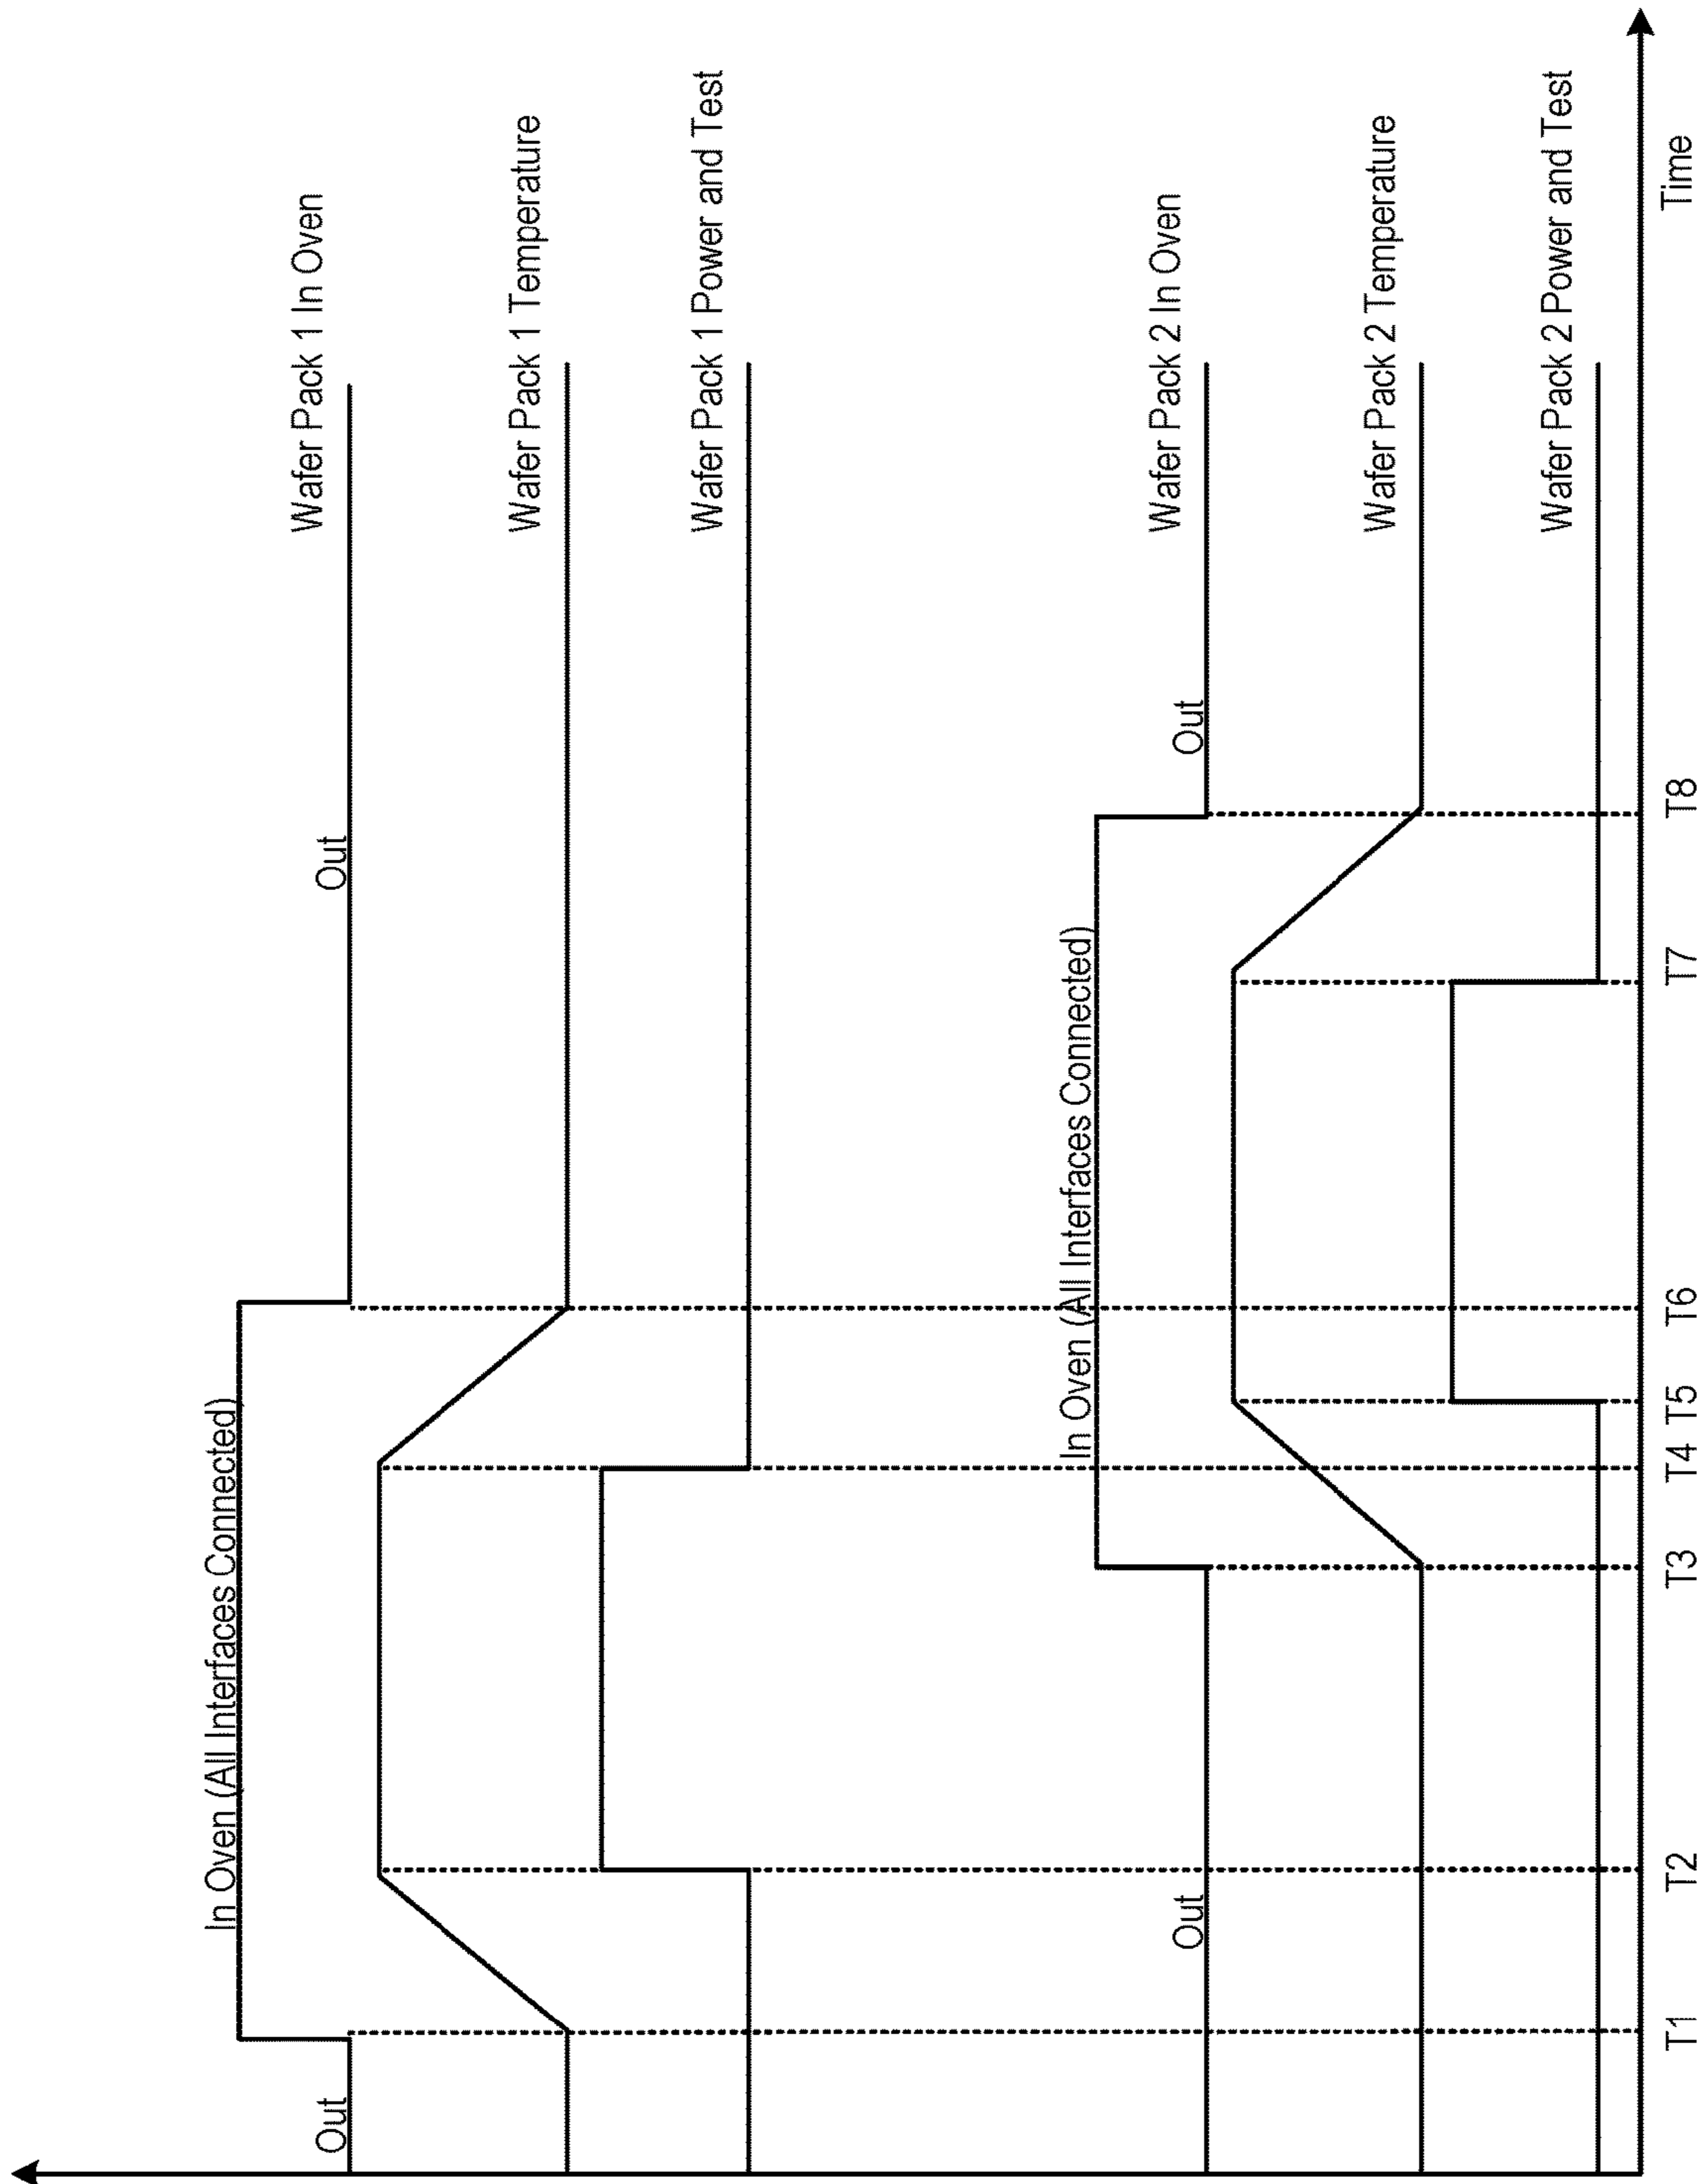 In Oven (All Interfaces Connected)
Out
Out
Wafer Pack 1 In Oven
Wafer Pack 1 Temperature
Wafer Pack 1 Power and Test
In Oven (All Interfaces Connected)
Out
Out
Wafer Pack 2 In Oven
Wafer Pack 2 Temperature
Wafer Pack 2 Power and Test
T1
T2
T3
T4
T5
T6
T7
T8
Time